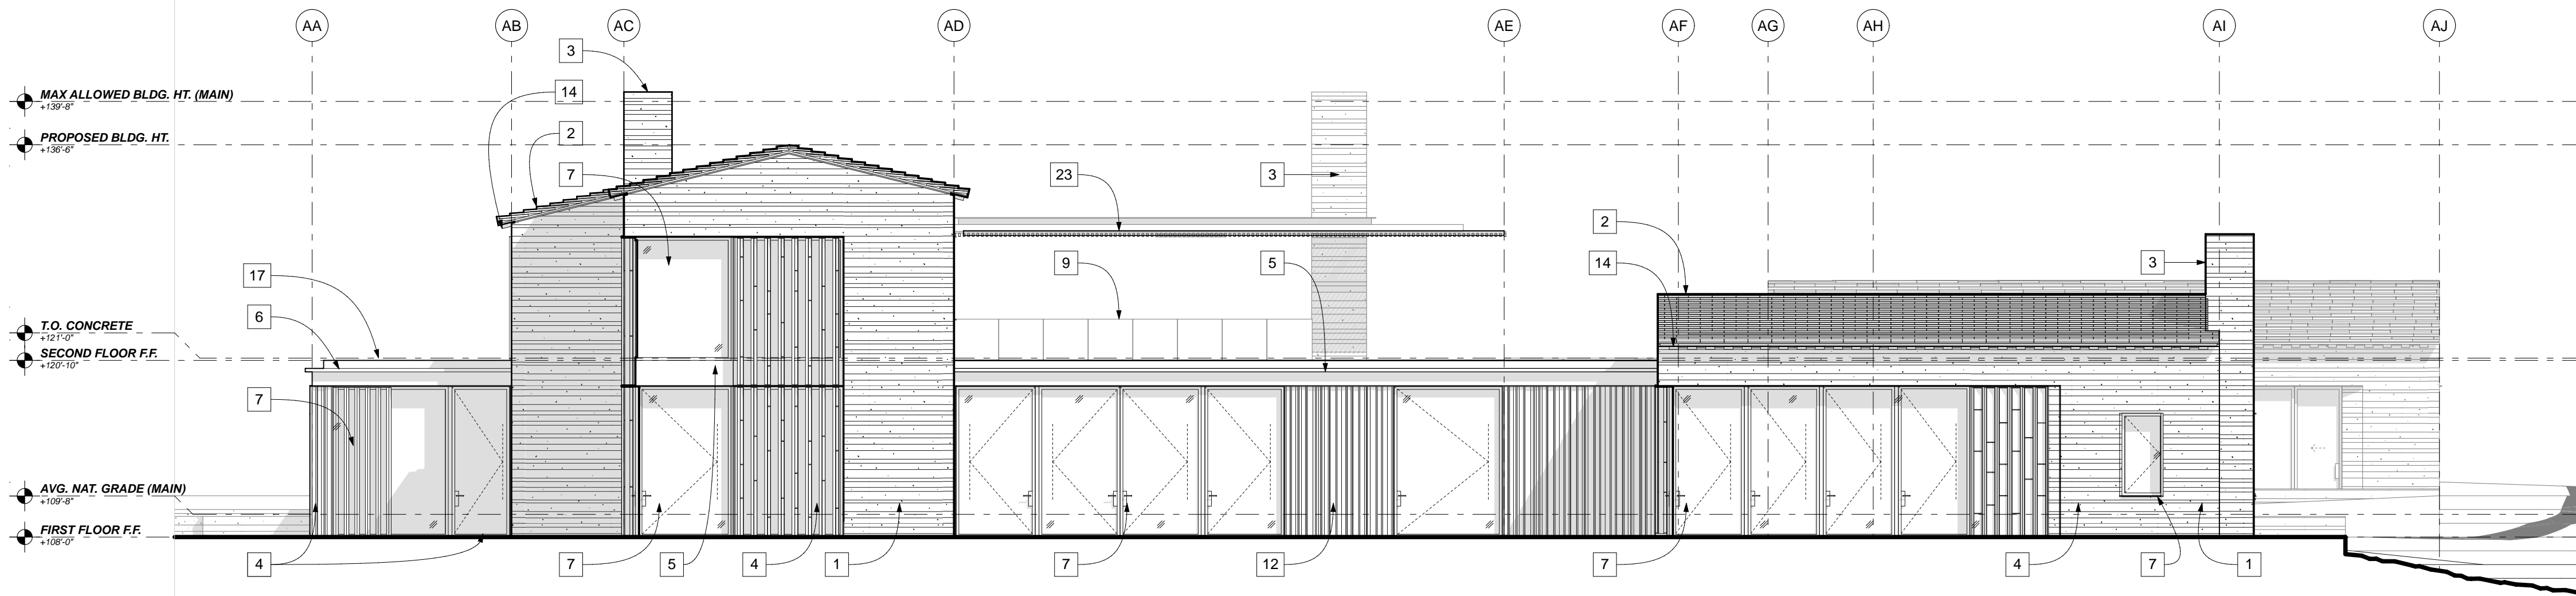 AA AB AC AD AE AF AG AH AI AJ
3
MAX ALLOWED BLDG. HT. (MAIN)
+139'-8"
14
2
PROPOSED BLDG. HT.
+136'-6"
7 23 3
2
17 9 5 14 3
6
T.O. CONCRETE
+121'-0"
SECOND FLOOR F.F.
+120'-10"
7
AVG. NAT. GRADE (MAIN)
+109'-8"
FIRST FLOOR F.F.
+108'-0"
4 7 5 4 1 7 12 7 4 7 1